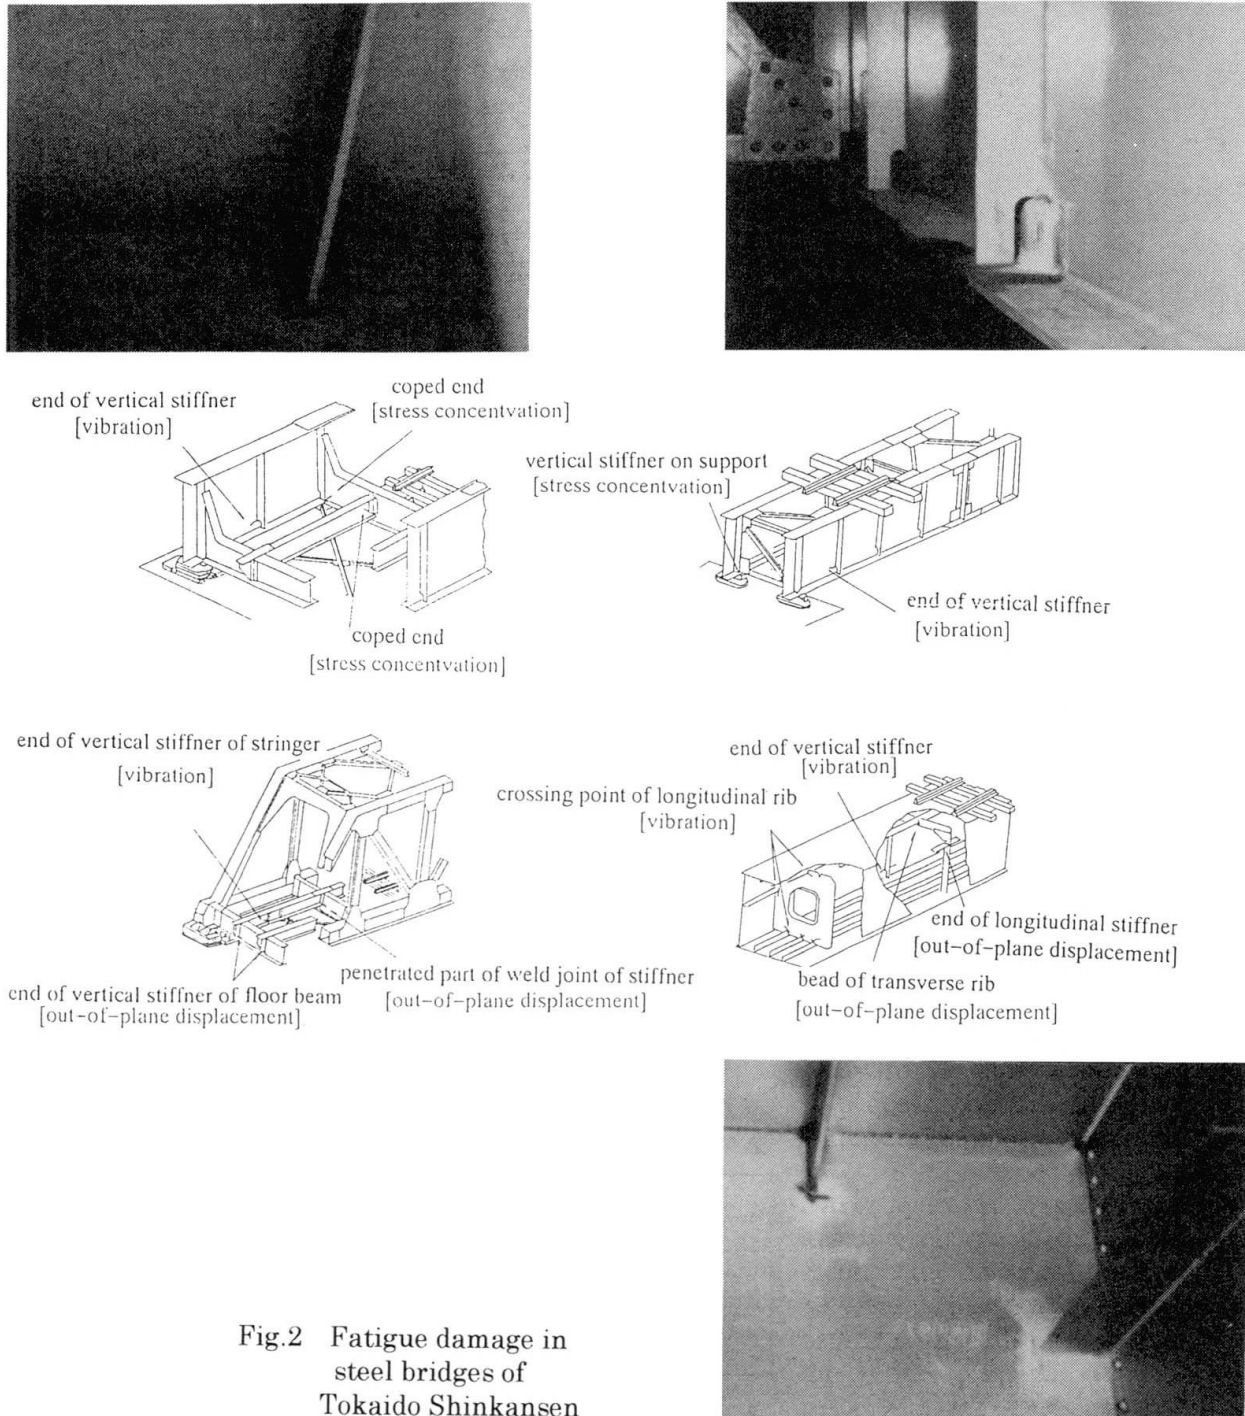 end of vertical stiffner
[vibration]
coped end
[stress concentvation]
coped end
[stress concentvation]
vertical stiffner on support
[stress concentvation]
end of vertical stiffner
[vibration]
end of vertical stiffner of stringer
[vibration]
end of vertical stiffner of floor beam
[out-of-plane displacement]
penetrated part of weld joint of stiffner
[out-of-plane displacement]
end of vertical stiffner
[vibration]
crossing point of longitudinal rib
[vibration]
end of longitudinal stiffner
[out-of-plane displacement]
bead of transverse rib
[out-of-plane displacement]
Fig.2 Fatigue damage in
steel bridges of
Tokaido Shinkansen